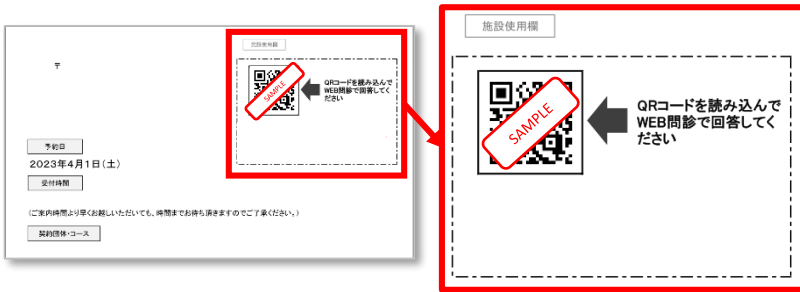 〒
施設使用欄
SAMPLE
QRコードを読み込んで
WEB問診で回答してく
ださい
予約日
2023年4月1日(土)
受付時間
(ご案内時間より早くお越しいただいても、時間までお待ち頂きますのでご了承ください。)
契約団体・コース
施設使用欄
SAMPLE
QRコードを読み込んで
WEB問診で回答してく
ださい